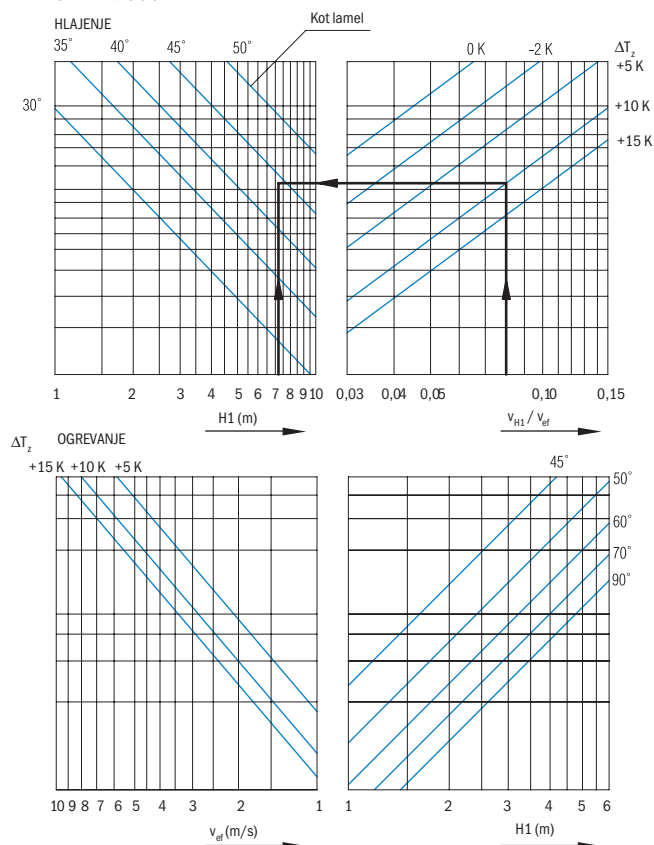 HLAJENJE
Kot lamel
35° 40° 45° 50°
30°
0 K -2 K
ΔTz
+5 K
+10 K
+15 K
1 2 3 4 5 6 7 8 9 10
H1 (m)
0,03 0,04 0,05 0,10 0,15
vH1 / vef
ΔTz OGREVANJE
+15 K +10 K +5 K
45°
50°
60°
70°
90°
10 9 8 7 6 5 4 3 2 1
vef (m/s)
1 2 3 4 5 6
H1 (m)